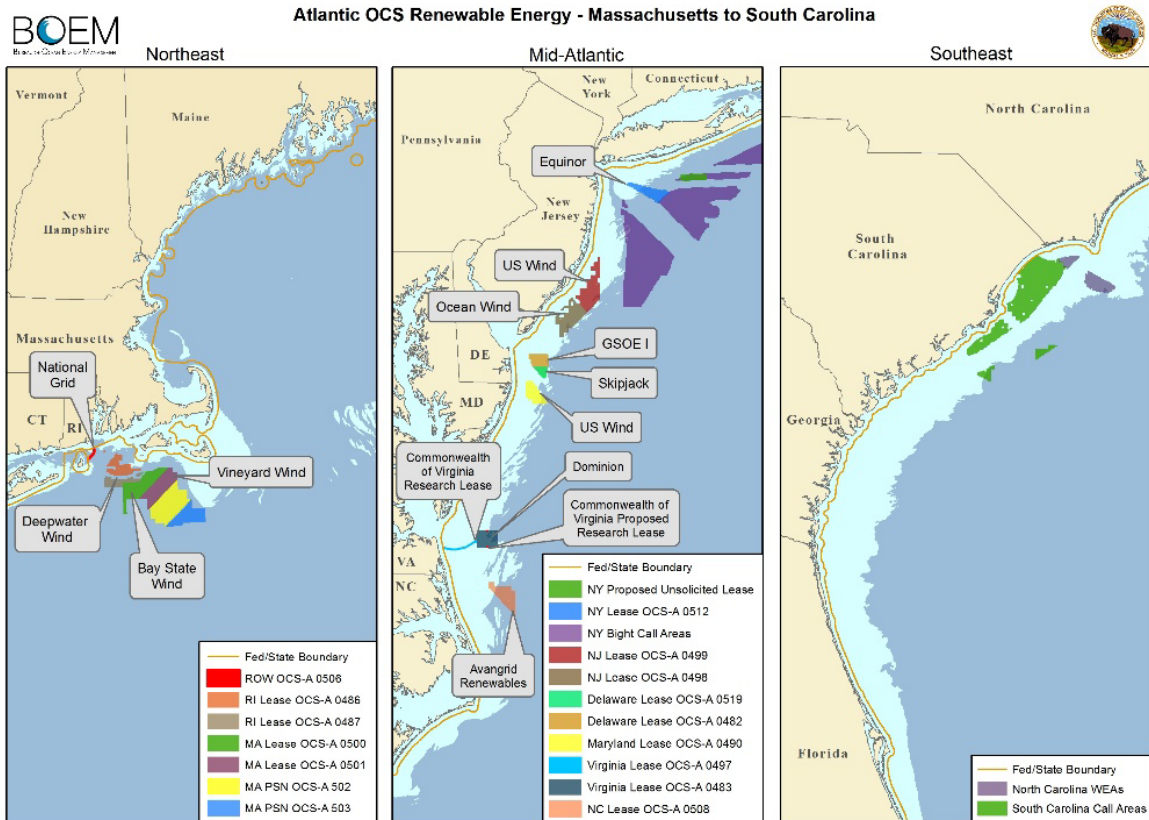 Atlantic OCS Renewable Energy - Massachusetts to South Carolina
BOEM
BUREAU OF OCEAN ENERGY MANAGEMENT
Northeast
Vermont
Maine
New
Hampshire
Massachusetts
National
Grid
CT
RI
Vineyard Wind
Deepwater
Wind
Bay State
Wind
Fed/State Boundary
ROW OCS-A 0506
RI Lease OCS-A 0486
RI Lease OCS-A 0487
MA Lease OCS-A 0500
MA Lease OCS-A 0501
MA PSN OCS-A 502
MA PSN OCS-A 503
Mid-Atlantic
New
York
Connecticut
Pennsylvania
Equinor
New
Jersey
US Wind
Ocean Wind
DE
GSOE I
MD
Skipjack
US Wind
Commonwealth
of Virginia
Research Lease
Dominion
Commonwealth of
Virginia Proposed
Research Lease
VA
NC
Avangrid
Renewables
Fed/State Boundary
NY Proposed Unsolicited Lease
NY Lease OCS-A 0512
NY Bight Call Areas
NJ Lease OCS-A 0499
NJ Lease OCS-A 0498
Delaware Lease OCS-A 0519
Delaware Lease OCS-A 0482
Maryland Lease OCS-A 0490
Virginia Lease OCS-A 0497
Virginia Lease OCS-A 0483
NC Lease OCS-A 0508
Southeast
North Carolina
South
Carolina
Georgia
Florida
Fed/State Boundary
North Carolina WEAs
South Carolina Call Areas